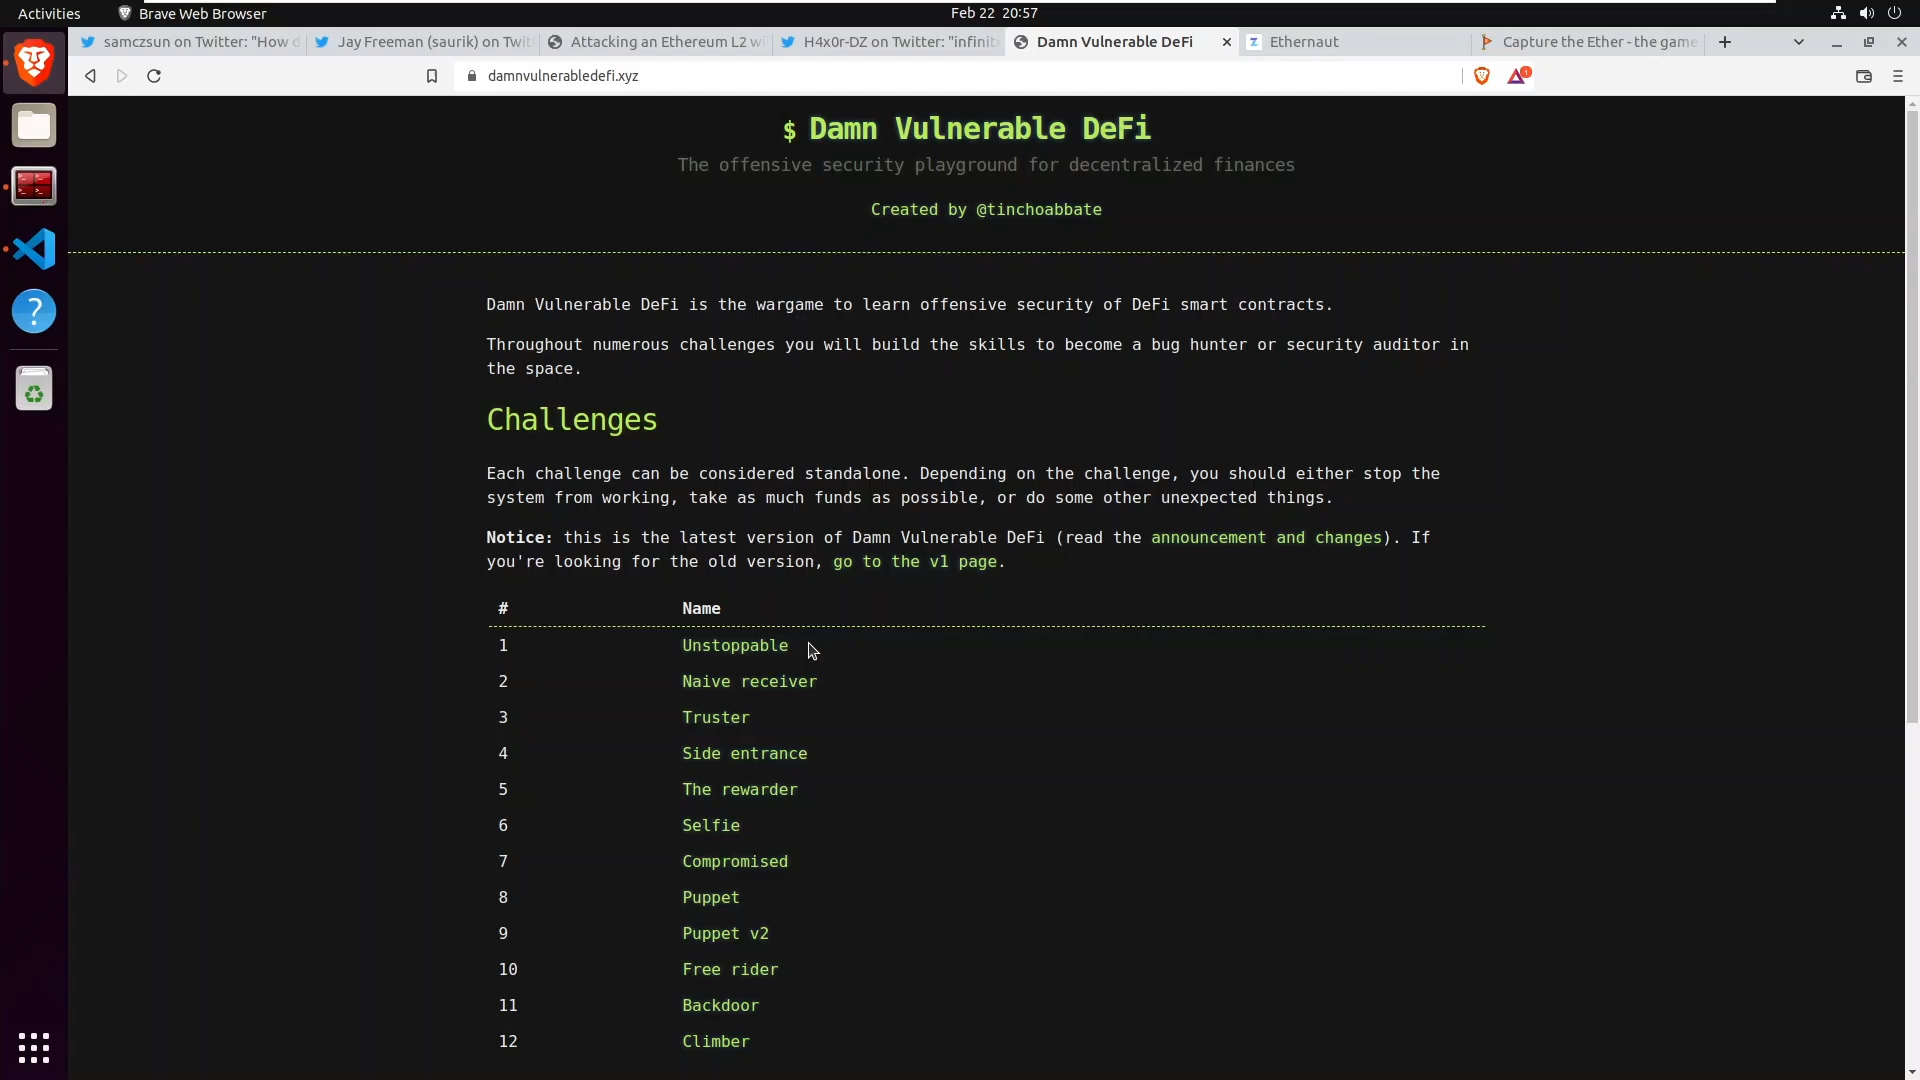 Activities
Brave Web Browser
Feb 22 20:57
samczsun on Twitter: "How d
Jay Freeman (saurik) on Twit
Attacking an Ethereum L2 wi
H4x0r-DZ on Twitter: "infinit
Damn Vulnerable DeFi
Ethernaut
Capture the Ether - the game
damnvulnerabledefi.xyz
1
$ Damn Vulnerable DeFi
The offensive security playground for decentralized finances
Created by @tinchoabbate
Damn Vulnerable DeFi is the wargame to learn offensive security of DeFi smart contracts.
Throughout numerous challenges you will build the skills to become a bug hunter or security auditor in
the space.
Challenges
Each challenge can be considered standalone. Depending on the challenge, you should either stop the
system from working, take as much funds as possible, or do some other unexpected things.
Notice: this is the latest version of Damn Vulnerable DeFi (read the announcement and changes). If
you're looking for the old version, go to the v1 page.
# Name
1 Unstoppable
2 Naive receiver
3 Truster
4 Side entrance
5 The rewarder
6 Selfie
7 Compromised
8 Puppet
9 Puppet v2
10 Free rider
11 Backdoor
12 Climber